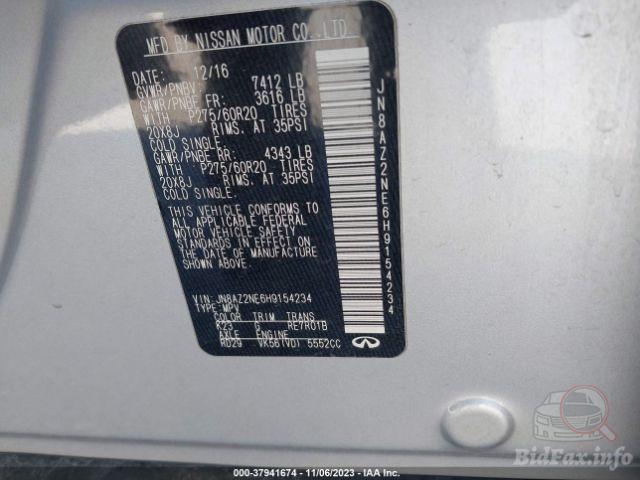 MFD BY NISSAN MOTOR CO.,LTD.
DATE: 12/16
GVWR/PNBV: 7412 LB
GAWR/PNBE FR: 3616 LB
WITH P275/60R20 TIRES
20X8J RIMS. AT 35PSI
COLD SINGLE.
GAWR/PNBE RR: 4343 LB
WITH P275/60R20 TIRES
20X8J RIMS. AT 35PSI
COLD SINGLE.
THIS VEHICLE CONFORMS TO
ALL APPLICABLE FEDERAL
MOTOR VEHICLE SAFETY
STANDARDS IN EFFECT ON
THE DATE OF MANUFACTURE
SHOWN ABOVE.
VIN: JN8AZ2NE6H9154234
MPV
COLOR TRIM TRANS
K23 G RE7R01B
AXLE ENGINE
RD29 VK56(VD) 5552CC
JN8AZ2NE6H9154234
BidFax.info
000-37941674 - 11/06/2023 - IAA Inc.